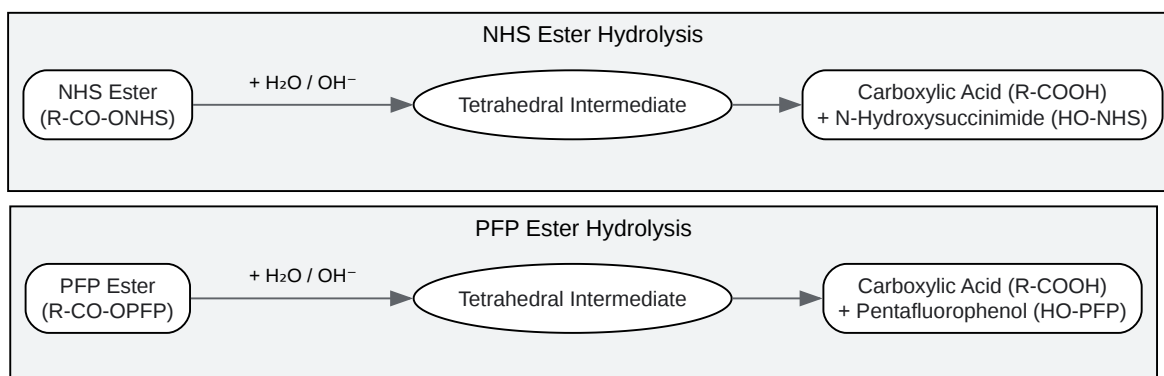 NHS Ester Hydrolysis
NHS Ester
(R-CO-ONHS)
+ H₂O / OH⁻
Tetrahedral Intermediate
Carboxylic Acid (R-COOH)
+ N-Hydroxysuccinimide (HO-NHS)
PFP Ester Hydrolysis
PFP Ester
(R-CO-OPFP)
+ H₂O / OH⁻
Tetrahedral Intermediate
Carboxylic Acid (R-COOH)
+ Pentafluorophenol (HO-PFP)